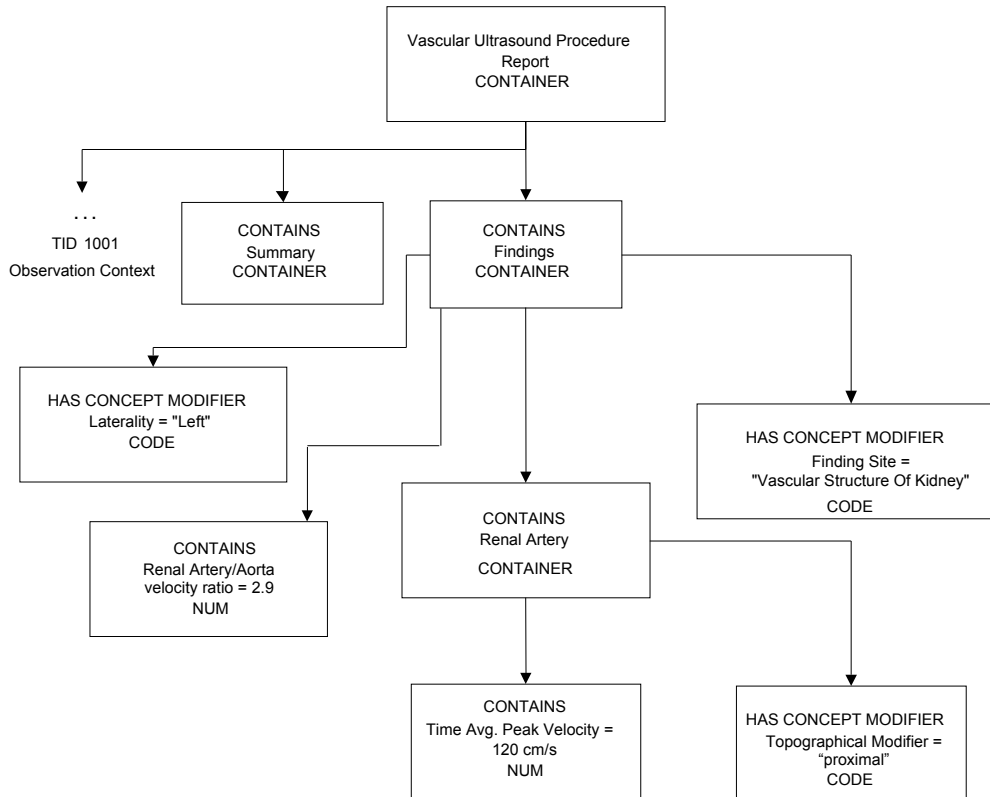 Vascular Ultrasound Procedure
Report
CONTAINER
...
TID 1001
Observation Context
CONTAINS
Summary
CONTAINER
CONTAINS
Findings
CONTAINER
HAS CONCEPT MODIFIER
Laterality = "Left"
CODE
HAS CONCEPT MODIFIER
Finding Site =
"Vascular Structure Of Kidney"
CODE
CONTAINS
Renal Artery/Aorta
velocity ratio = 2.9
NUM
CONTAINS
Renal Artery
CONTAINER
CONTAINS
Time Avg. Peak Velocity =
120 cm/s
NUM
HAS CONCEPT MODIFIER
Topographical Modifier =
“proximal”
CODE